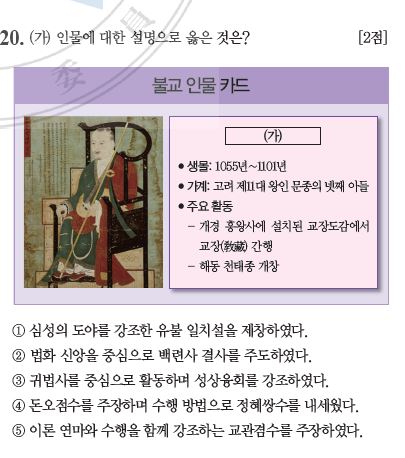 20. (가) 인물에 대한 설명으로 옳은 것은? [2점]
불교 인물 카드
(가)
● 생몰: 1055년~1101년
● 가계: 고려 제11대 왕인 문종의 넷째 아들
● 주요 활동
- 개경 흥왕사에 설치된 교장도감에서
교장(敎藏) 간행
- 해동 천태종 개창
① 심성의 도야를 강조한 유불 일치설을 제창하였다.
② 법화 신앙을 중심으로 백련사 결사를 주도하였다.
③ 귀법사를 중심으로 활동하며 성상융회를 강조하였다.
④ 돈오점수를 주장하며 수행 방법으로 정혜쌍수를 내세웠다.
⑤ 이론 연마와 수행을 함께 강조하는 교관겸수를 주장하였다.